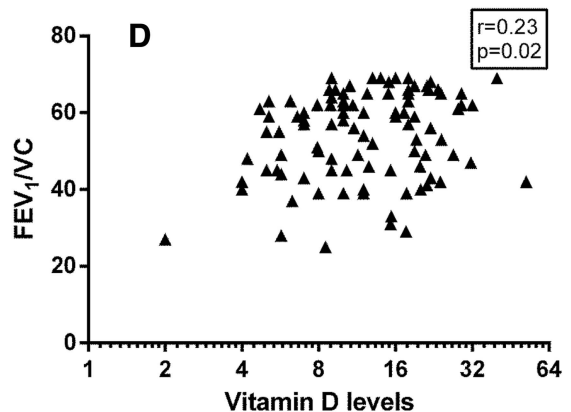 D
r=0.23
p=0.02
80
60
40
20
0
FEV₁/VC
1 2 4 8 16 32 64
Vitamin D levels